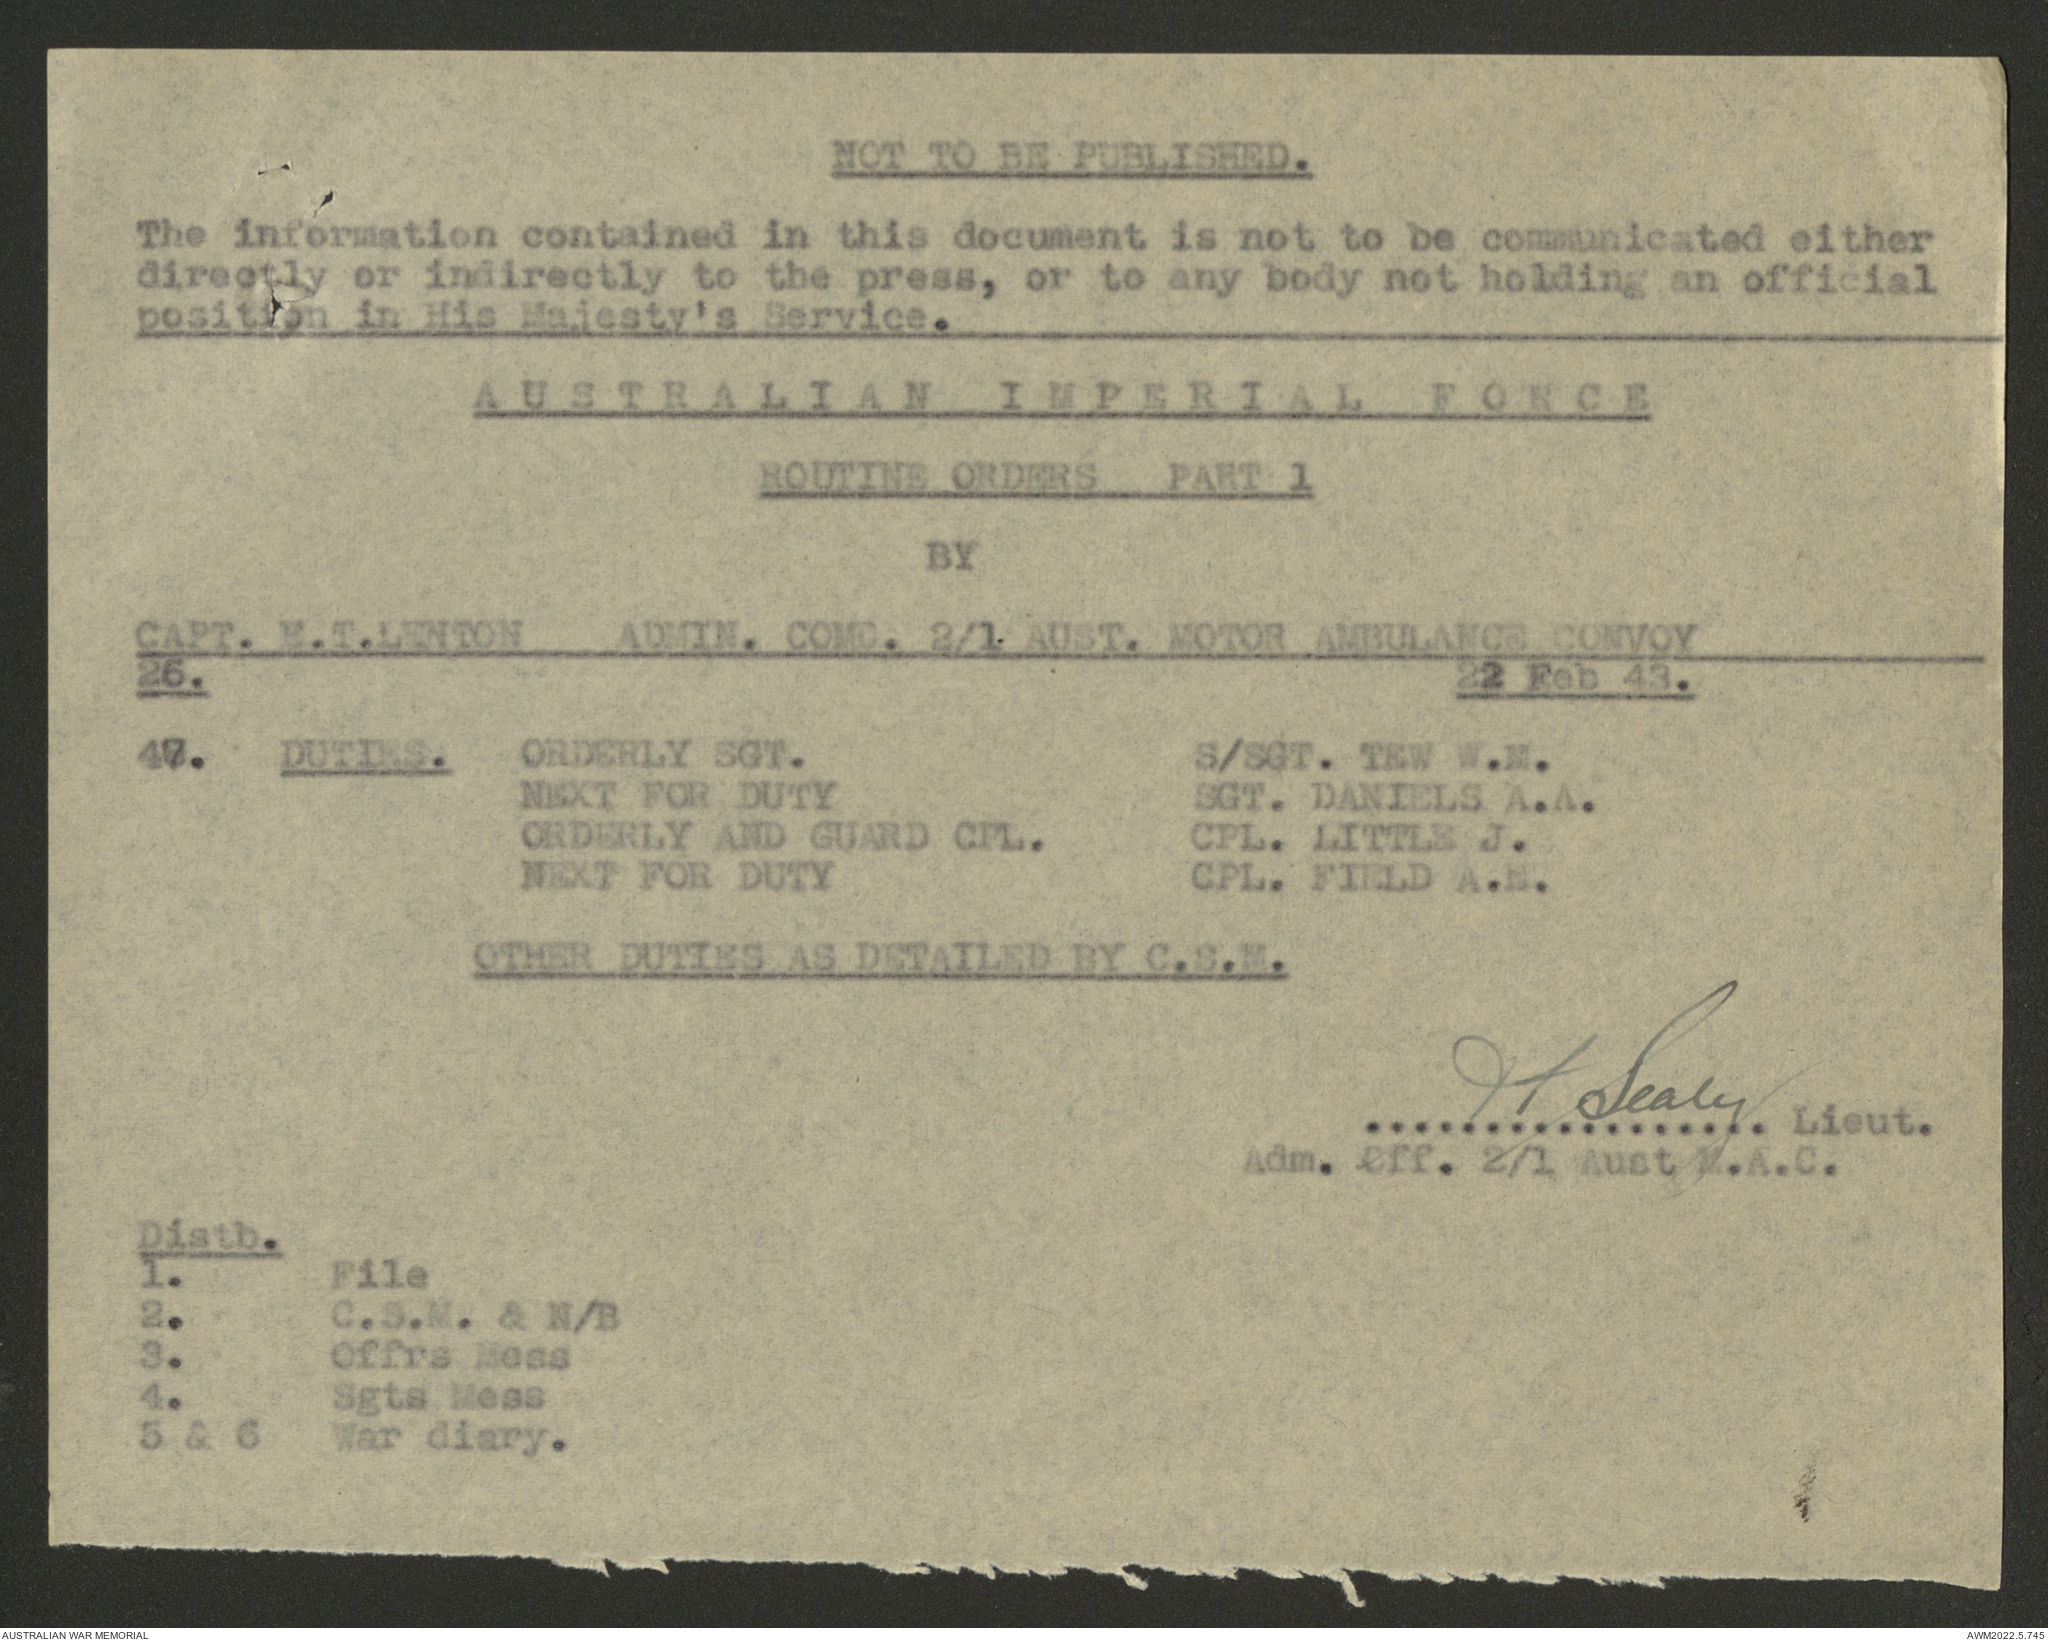 NOT TO BE PUBLISHED.
The information contained in this document is not to be communicated either
directly or indirectly to the press, or to any body not holding an official
position in His Majesty's Service.
AUSTRALIAN IMPERIAL FORCE
ROUTINE ORDERS PART 1
BY
CAPT. E.T.LENTON ADMIN. COMD. 2/1 AUST. MOTOR AMBULANCE CONVOY
26. 22 Feb 43.
DUTIES. ORDERLY SGT. S/SGT. TEW W.M.
NEXT FOR DUTY SGT. DANIELS A.A.
ORDERLY AND GUARD CPL. CPL. LITTLE J.
NEXT FOR DUTY CPL. FIELD
OTHER DUTIES AS DETAILED BY C.S.M.
H Sealey
.................. Lieut.
Adm. Off. 2/1 Aust M.A.C.
Distb.
1. File
2. C.S.M. & N/B
3. Offrs Mess
4. Sgts Mess
5 & 6 War diary.
AUSTRALIAN WAR MEMORIAL AWM2022.5.745